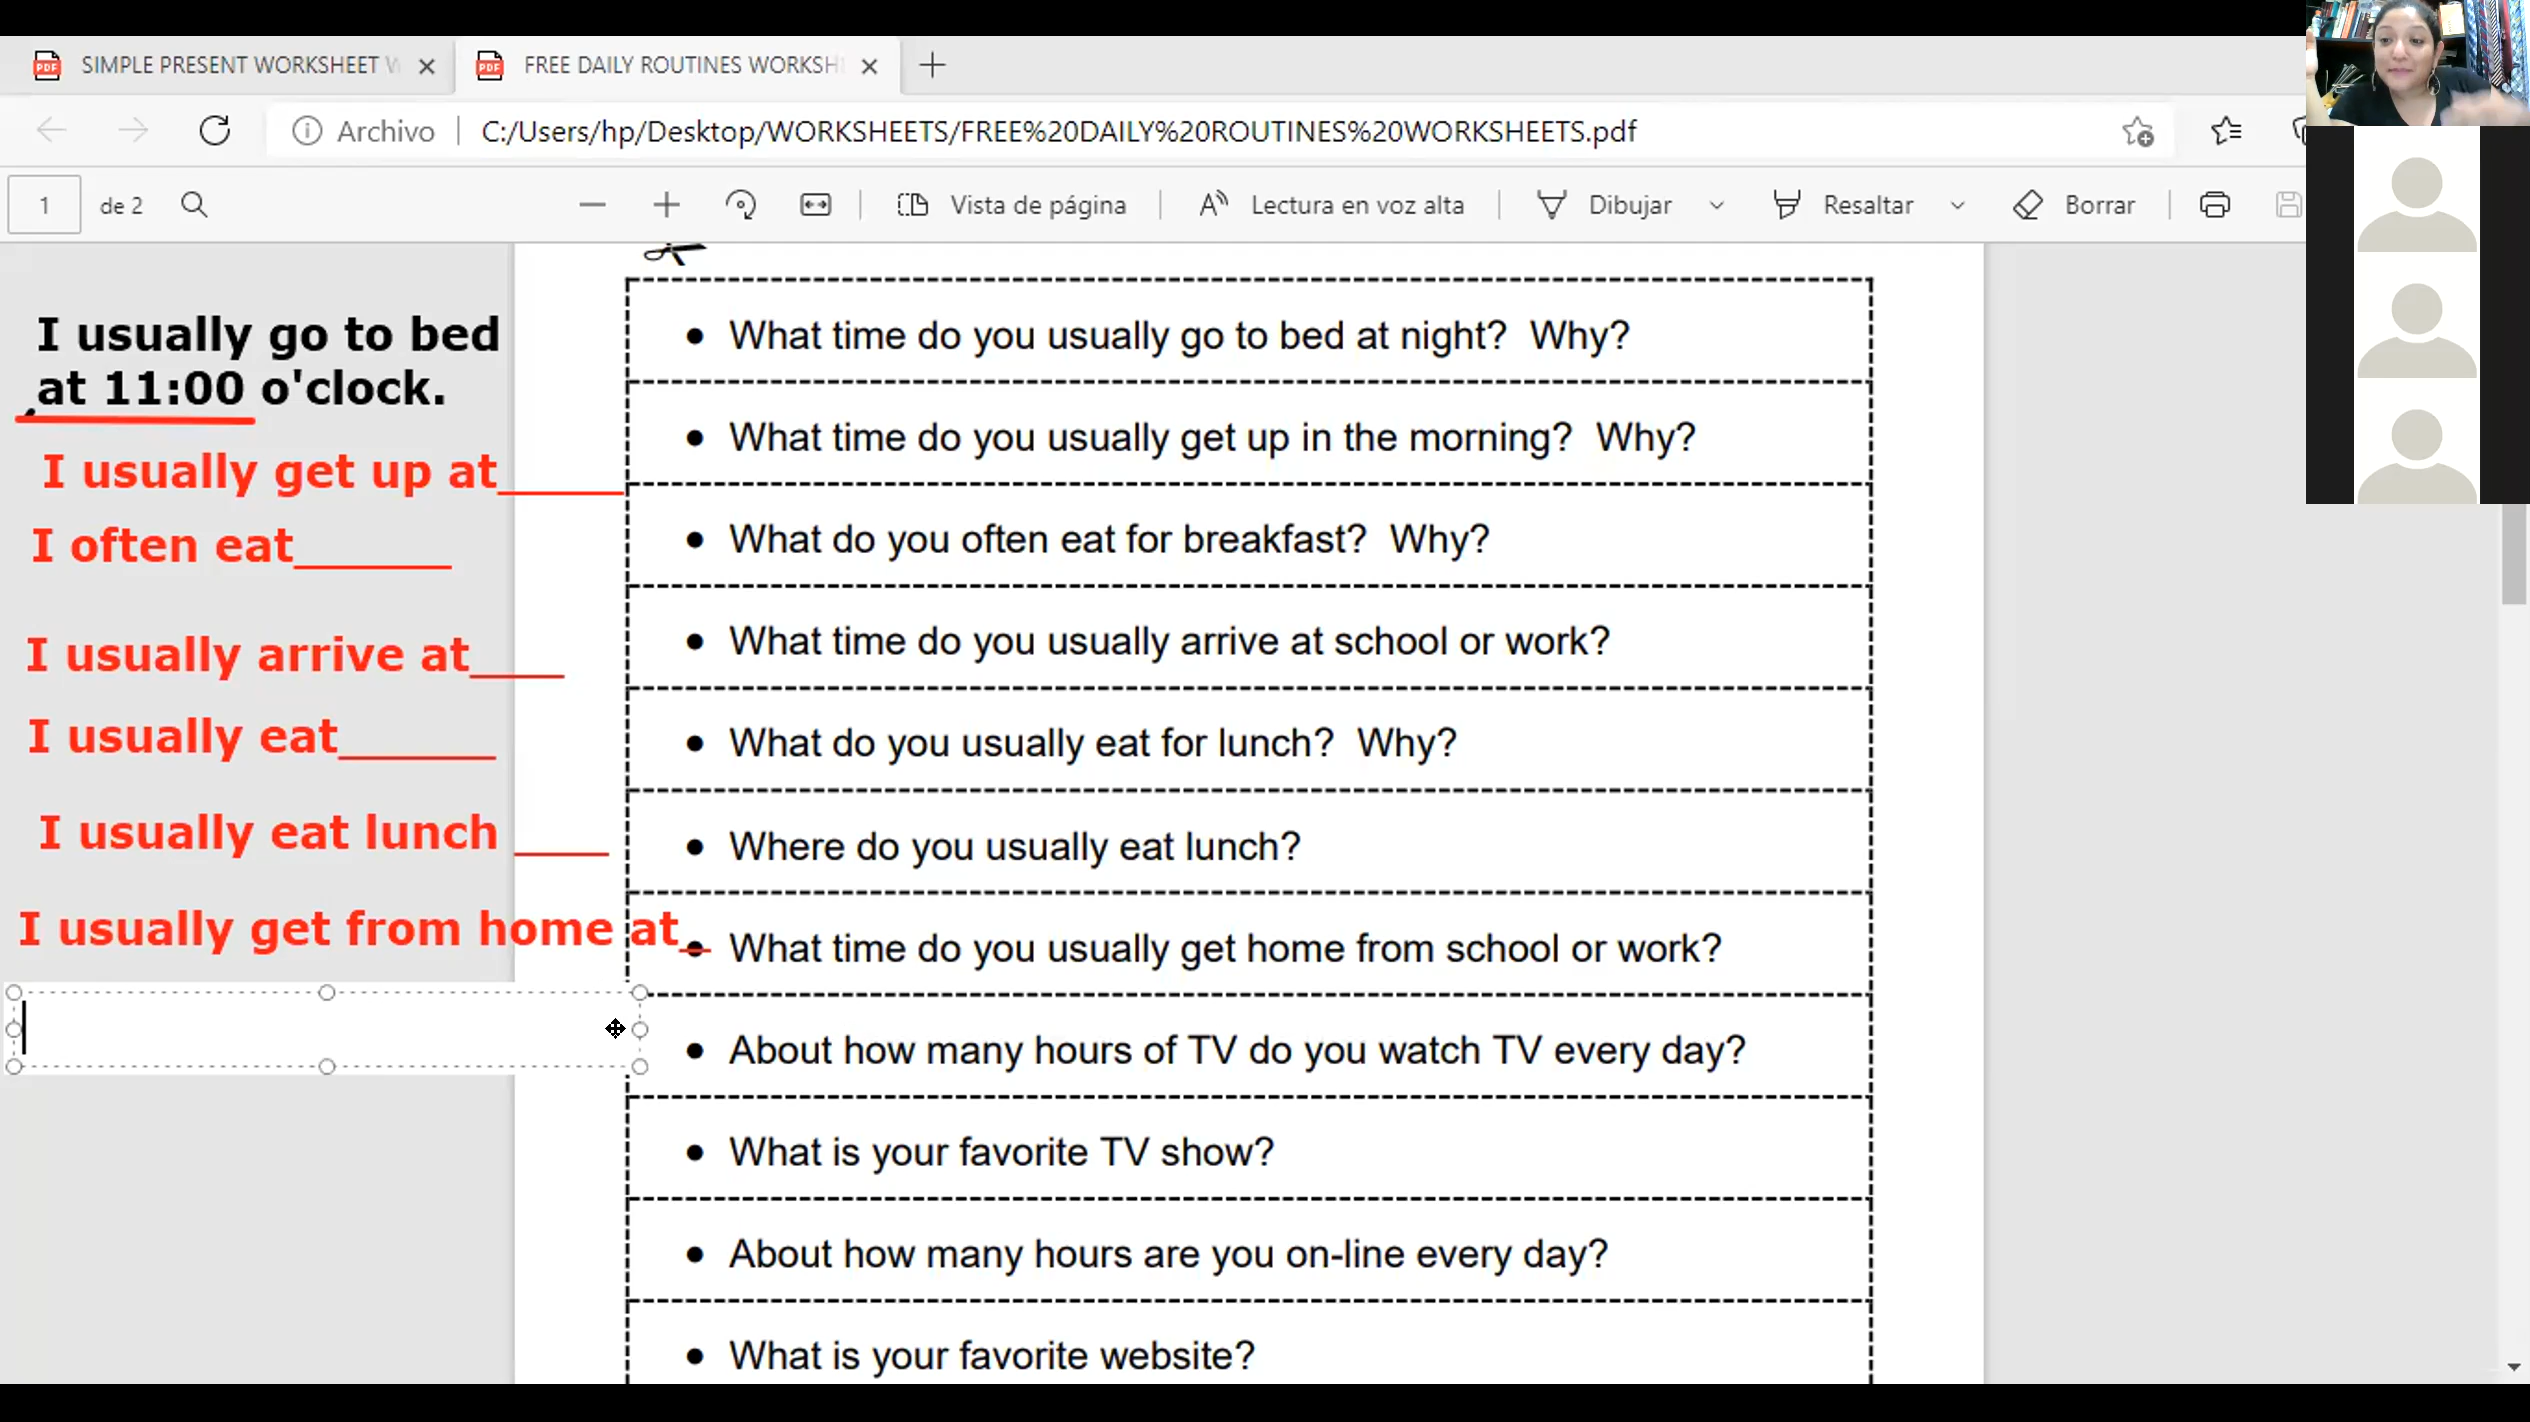 SIMPLE PRESENT WORKSHEET
FREE DAILY ROUTINES WORKSH
Archivo
C:/Users/hp/Desktop/WORKSHEETS/FREE%20DAILY%20ROUTINES%20WORKSHEETS.pdf
1 de 2
Vista de página
Lectura en voz alta
Dibujar
Resaltar
Borrar
I usually go to bed
at 11:00 o'clock.
I usually get up at_____
I often eat_____
I usually arrive at___
I usually eat_____
I usually eat lunch ___
I usually get from home at_
• What time do you usually go to bed at night? Why?
• What time do you usually get up in the morning? Why?
• What do you often eat for breakfast? Why?
• What time do you usually arrive at school or work?
• What do you usually eat for lunch? Why?
• Where do you usually eat lunch?
• What time do you usually get home from school or work?
• About how many hours of TV do you watch TV every day?
• What is your favorite TV show?
• About how many hours are you on-line every day?
• What is your favorite website?